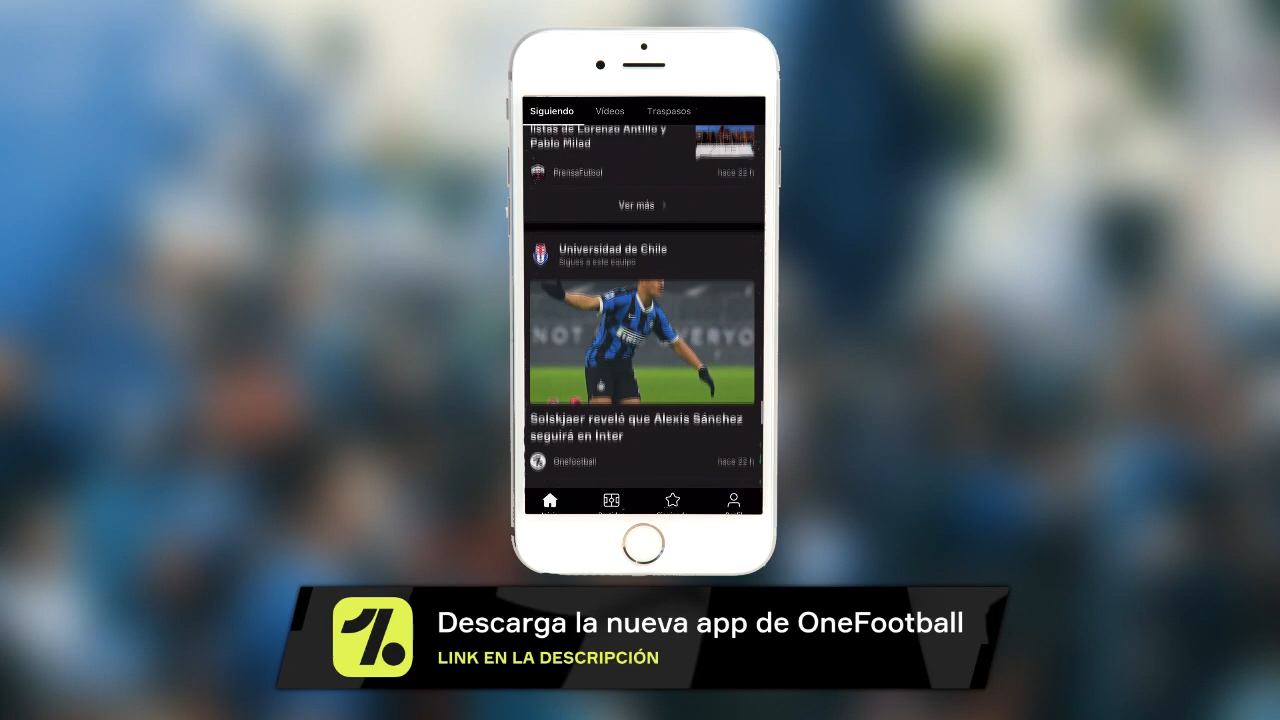 Siguiendo Vídeos Traspasos
listas de Lorenzo Antillo y
Pablo Milad
PrensaFutbol hace 22 h
Ver más
Universidad de Chile
Sigues a este equipo
NOT EVERYO
Solskjaer reveló que Alexis Sánchez
seguirá en Inter
Onefootball hace 22 h
Descarga la nueva app de OneFootball
LINK EN LA DESCRIPCIÓN